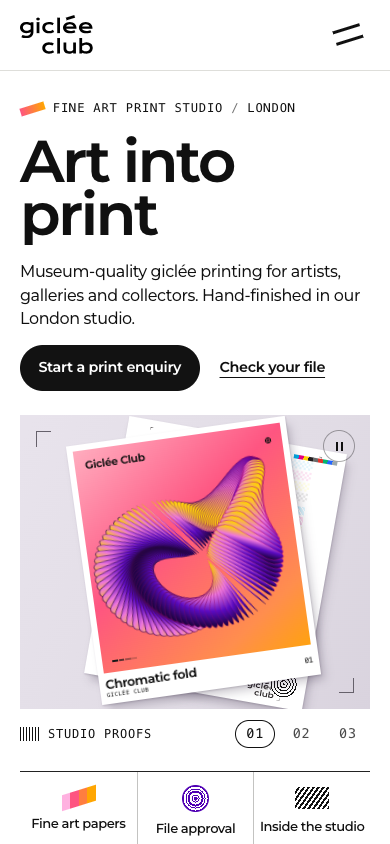 giclée
club
FINE ART PRINT STUDIO / LONDON
Art into
print
Museum-quality giclée printing for artists,
galleries and collectors. Hand-finished in our
London studio.
Start a print enquiry
Check your file
Giclée Club
Chromatic fold
GICLÉE CLUB
01
giclée
club
STUDIO PROOFS
01
02
03
Fine art papers
File approval
Inside the studio